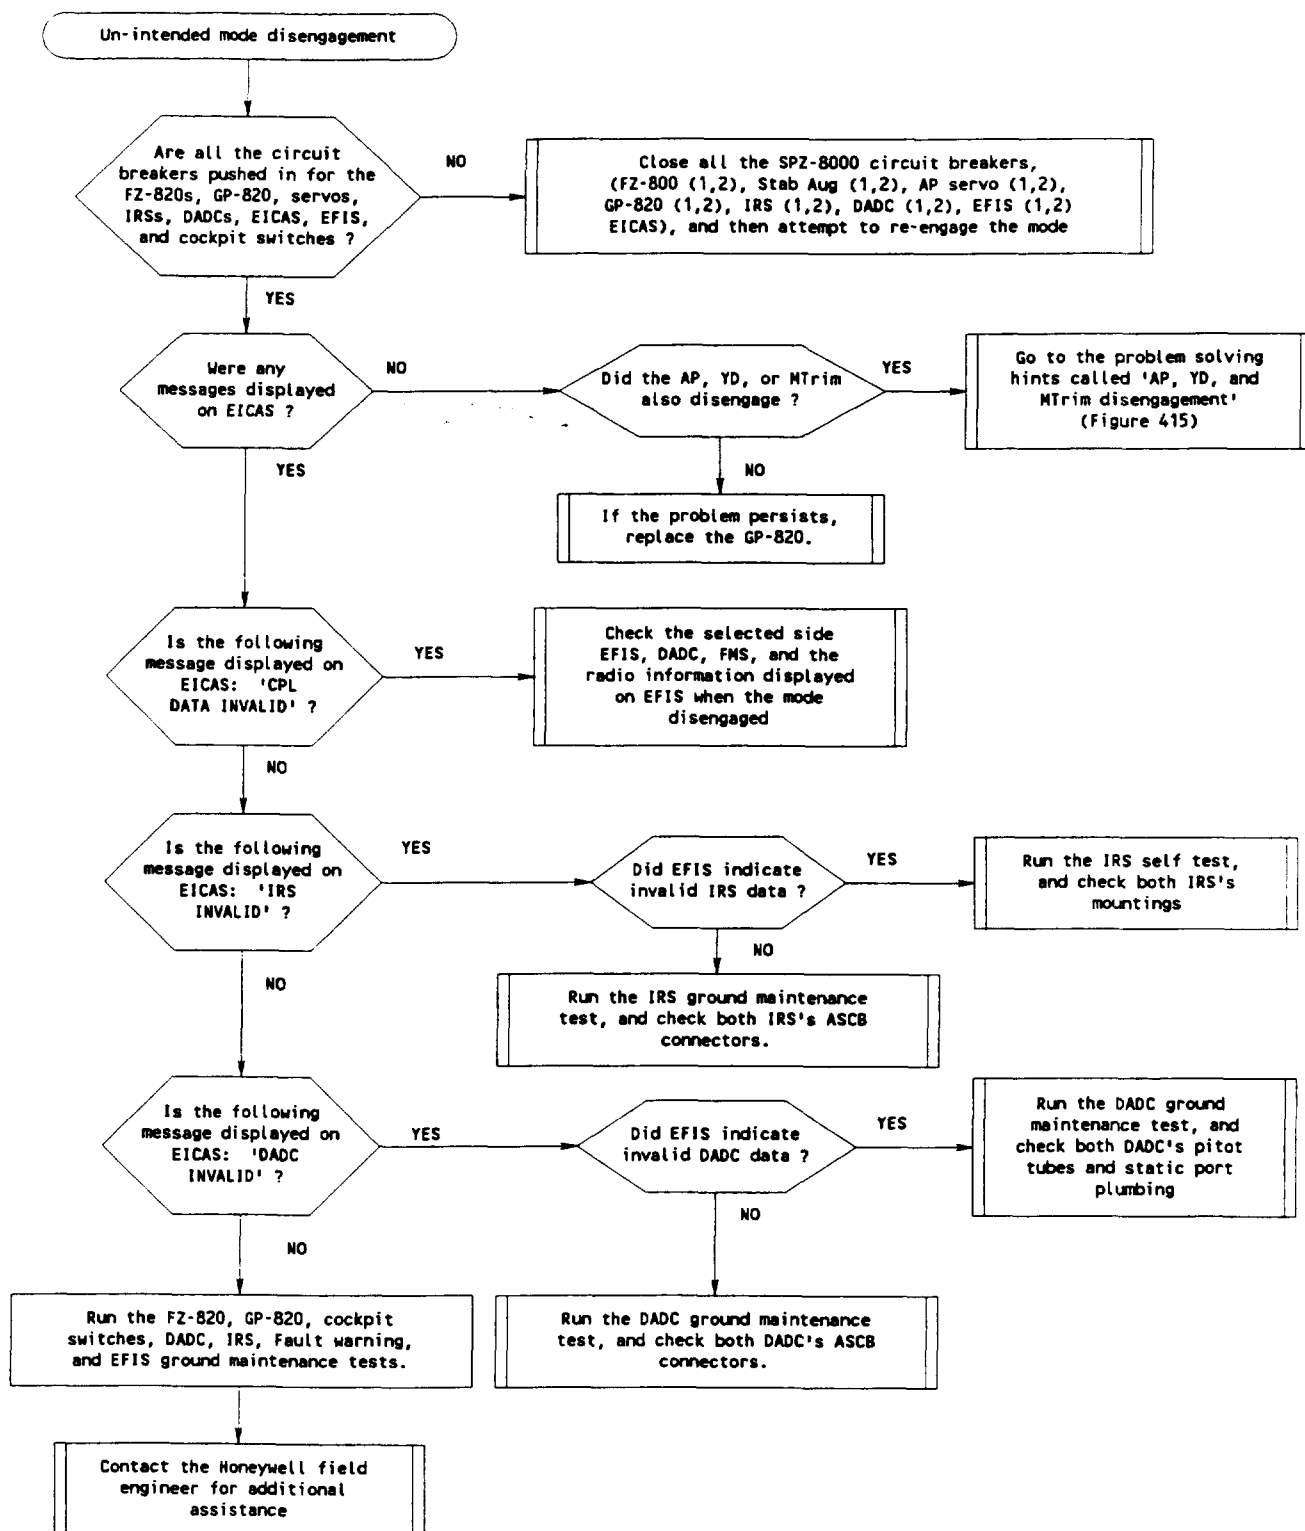 Un-intended mode disengagement
Are all the circuit
breakers pushed in for the
FZ-820s, GP-820, servos,
IRSs, DADCs, EICAS, EFIS,
and cockpit switches ?
NO
Close all the SPZ-8000 circuit breakers,
(FZ-800 (1,2), Stab Aug (1,2), AP servo (1,2),
GP-820 (1,2), IRS (1,2), DADC (1,2), EFIS (1,2)
EICAS), and then attempt to re-engage the mode
YES
Were any
messages displayed
on EICAS ?
NO
Did the AP, YD, or MTrim
also disengage ?
YES
Go to the problem solving
hints called 'AP, YD, and
MTrim disengagement'
(Figure 415)
YES
NO
If the problem persists,
replace the GP-820.
Is the following
message displayed on
EICAS: 'CPL
DATA INVALID' ?
YES
Check the selected side
EFIS, DADC, FMS, and the
radio information displayed
on EFIS when the mode
disengaged
NO
Is the following
message displayed on
EICAS: 'IRS
INVALID' ?
YES
Did EFIS indicate
invalid IRS data ?
YES
Run the IRS self test,
and check both IRS's
mountings
NO
NO
Run the IRS ground maintenance
test, and check both IRS's ASCB
connectors.
Is the following
message displayed on
EICAS: 'DADC
INVALID' ?
YES
Did EFIS indicate
invalid DADC data ?
YES
Run the DADC ground
maintenance test, and
check both DADC's pitot
tubes and static port
plumbing
NO
NO
Run the FZ-820, GP-820, cockpit
switches, DADC, IRS, Fault warning,
and EFIS ground maintenance tests.
Run the DADC ground maintenance
test, and check both DADC's ASCB
connectors.
Contact the Honeywell field
engineer for additional
assistance